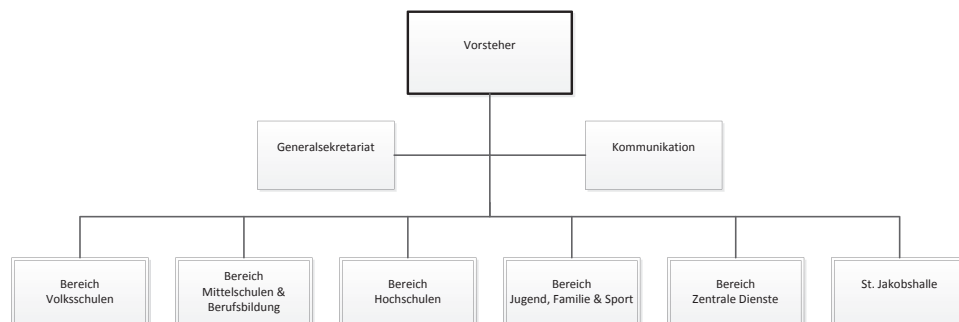 Vorsteher
Generalsekretariat
Kommunikation
Bereich
Volksschulen
Bereich
Mittelschulen &
Berufsbildung
Bereich
Hochschulen
Bereich
Jugend, Familie & Sport
Bereich
Zentrale Dienste
St. Jakobshalle